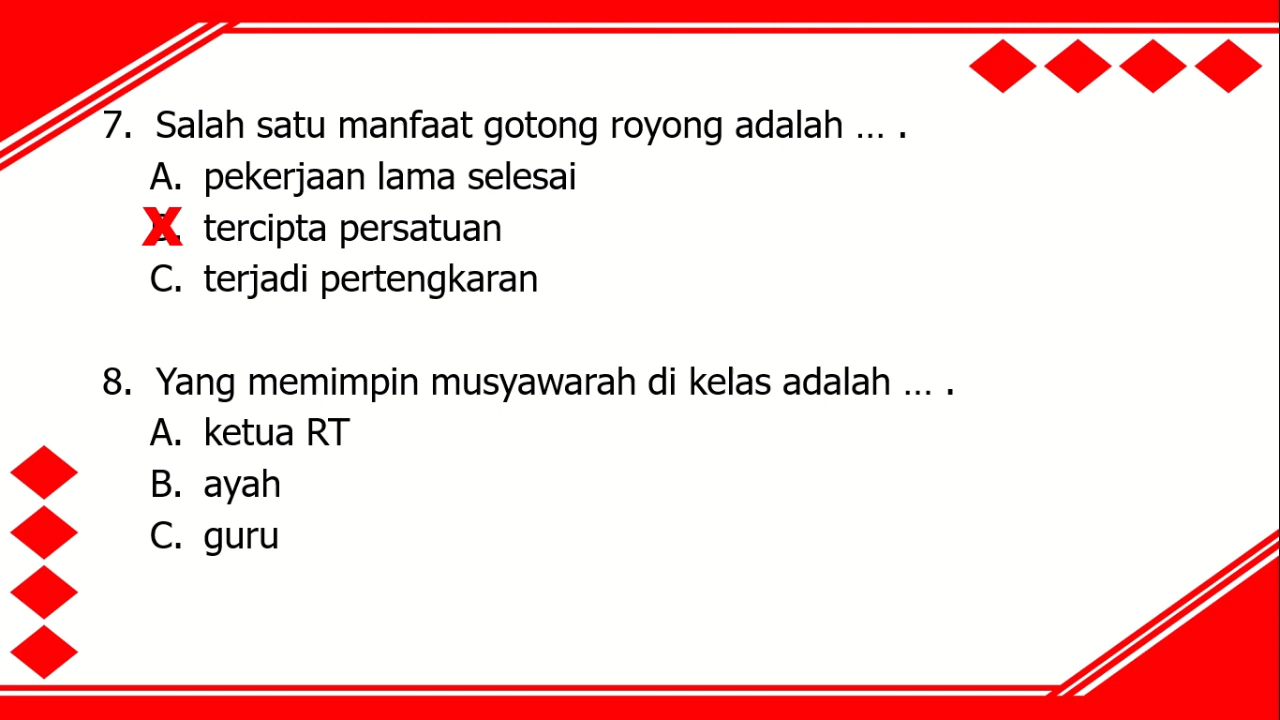 7. Salah satu manfaat gotong royong adalah ... .
A. pekerjaan lama selesai
X tercipta persatuan
C. terjadi pertengkaran
8. Yang memimpin musyawarah di kelas adalah ... .
A. ketua RT
B. ayah
C. guru